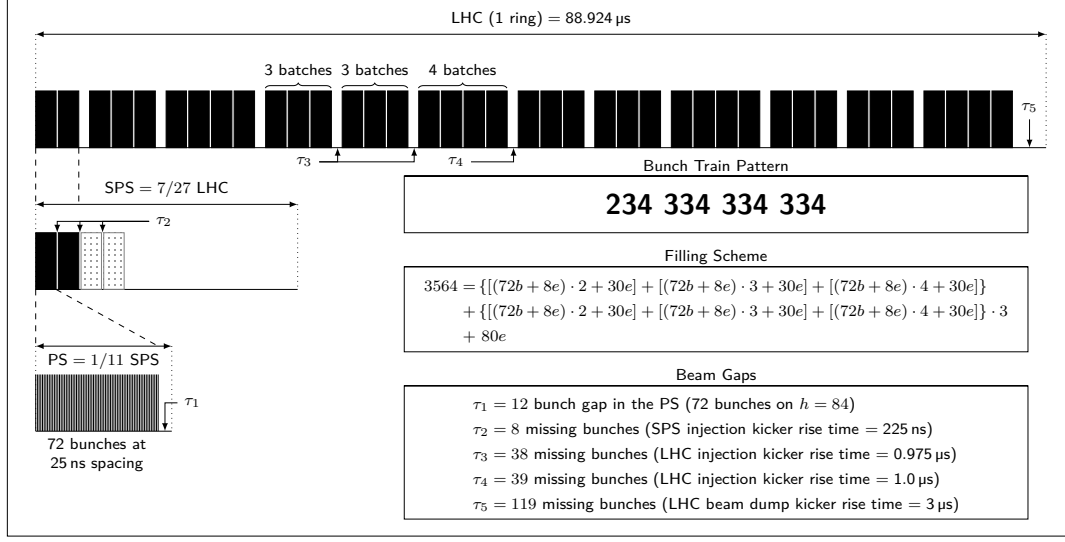 LHC (1 ring) = 88.924 µs
3 batches 3 batches 4 batches
τ5
τ3 τ4
SPS = 7/27 LHC
τ2
PS = 1/11 SPS
τ1
72 bunches at
25 ns spacing
Bunch Train Pattern
234 334 334 334
Filling Scheme
3564 = {[(72b + 8e) · 2 + 30e] + [(72b + 8e) · 3 + 30e] + [(72b + 8e) · 4 + 30e]}
+ {[(72b + 8e) · 2 + 30e] + [(72b + 8e) · 3 + 30e] + [(72b + 8e) · 4 + 30e]} · 3
+ 80e
Beam Gaps
τ1 = 12 bunch gap in the PS (72 bunches on h = 84)
τ2 = 8 missing bunches (SPS injection kicker rise time = 225 ns)
τ3 = 38 missing bunches (LHC injection kicker rise time = 0.975 µs)
τ4 = 39 missing bunches (LHC injection kicker rise time = 1.0 µs)
τ5 = 119 missing bunches (LHC beam dump kicker rise time = 3 µs)